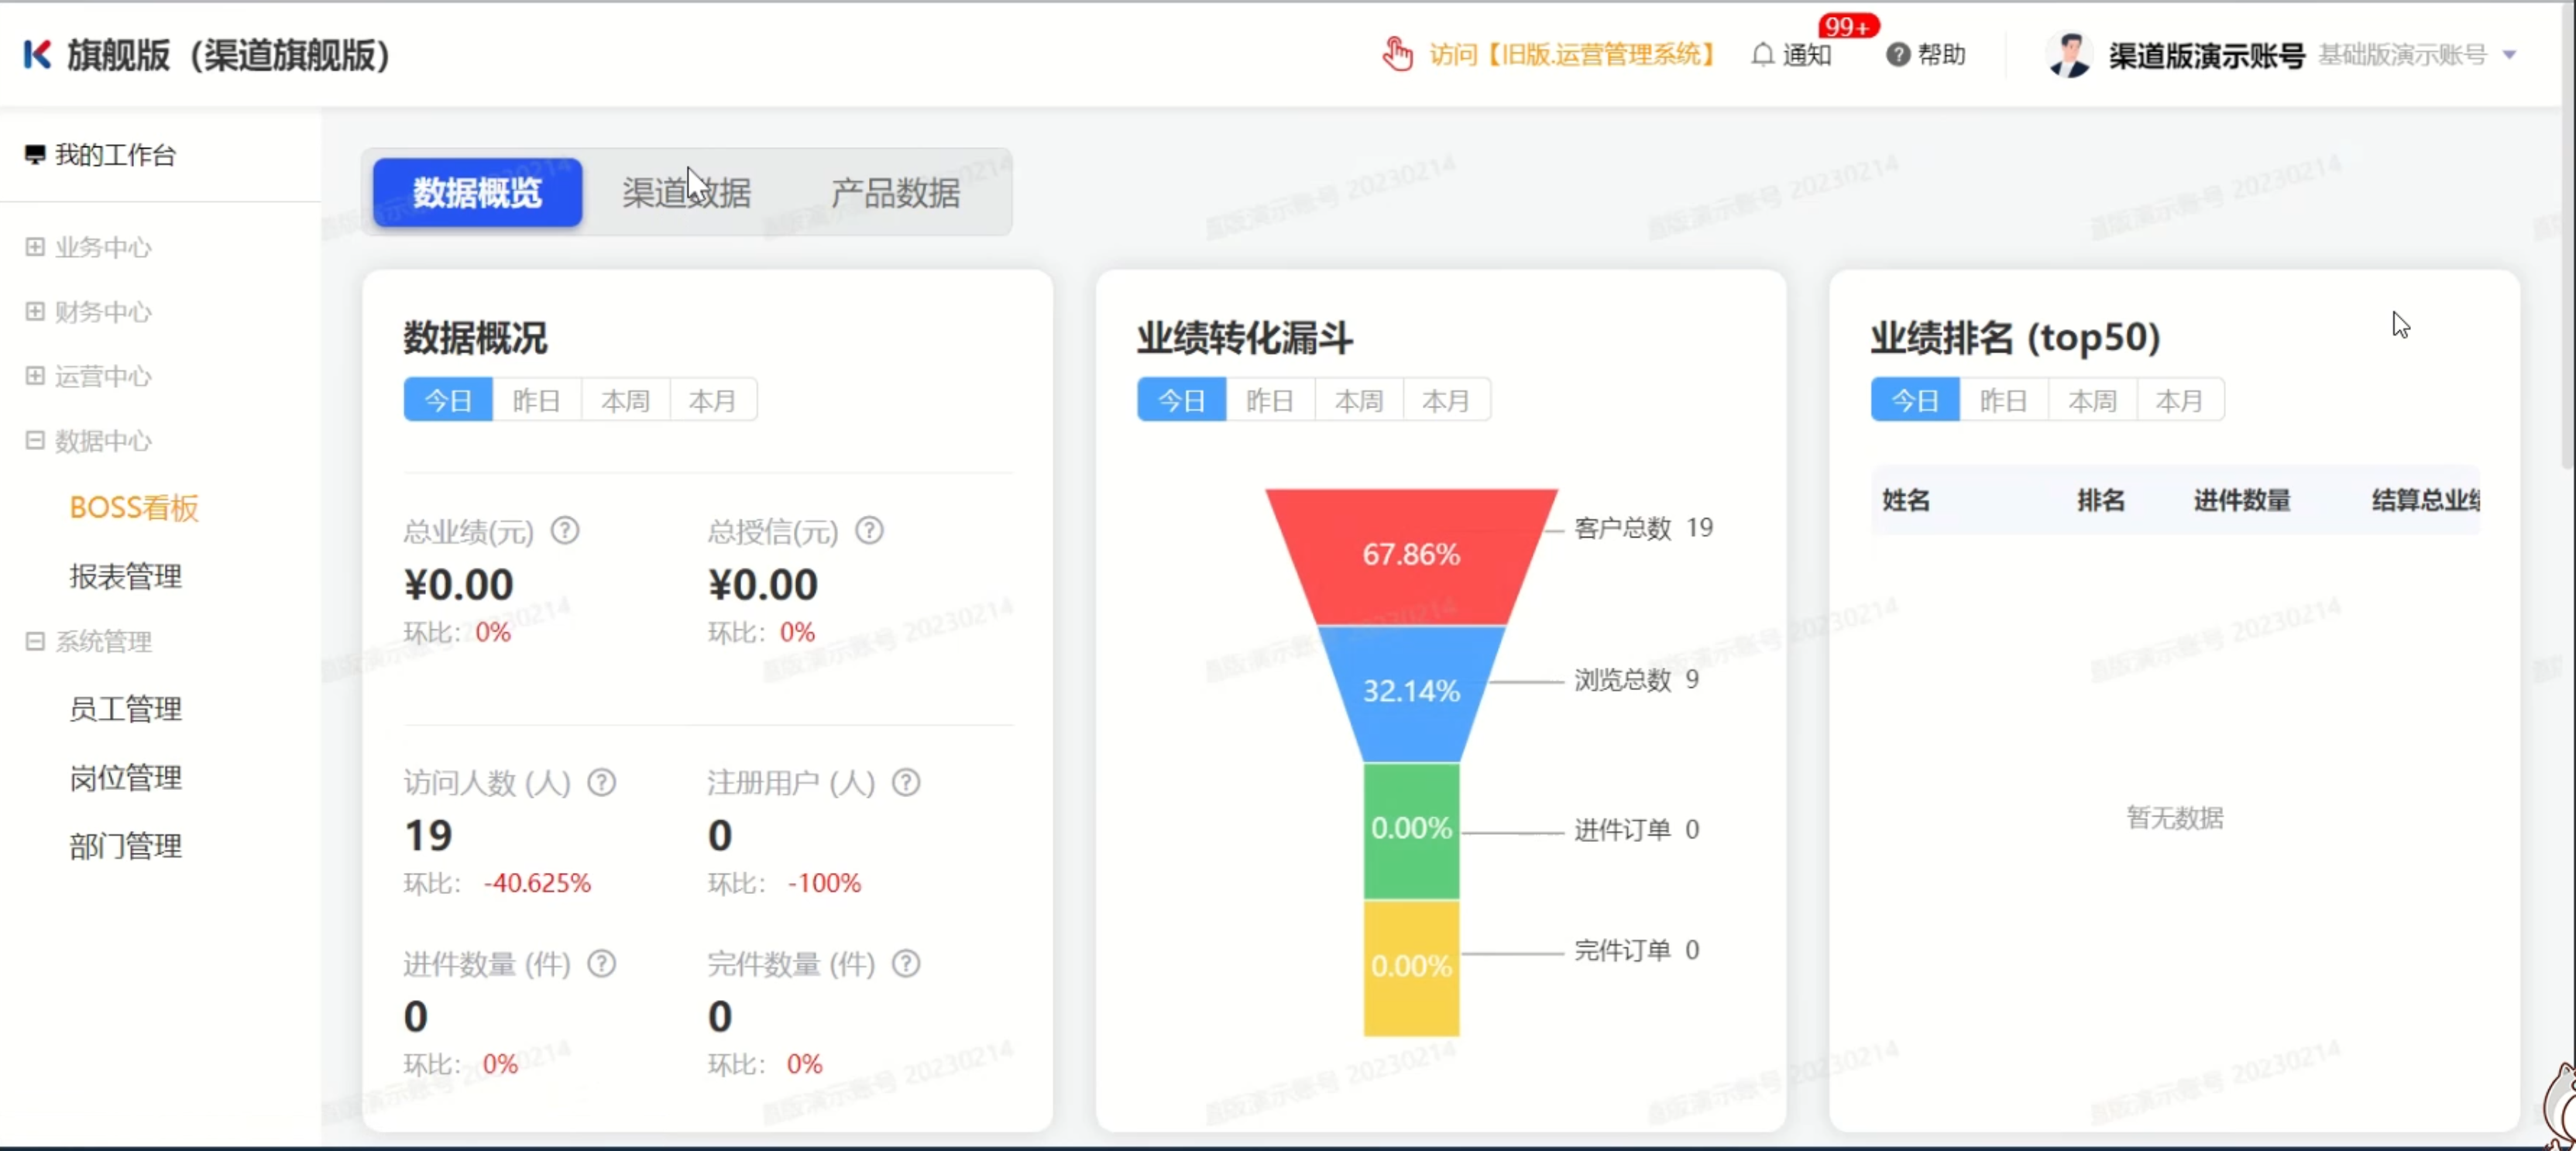 旗舰版（渠道旗舰版）
访问【旧版.运营管理系统】
通知
99+
帮助
渠道版演示账号
基础版演示账号
我的工作台
业务中心
财务中心
运营中心
数据中心
BOSS看板
报表管理
系统管理
员工管理
岗位管理
部门管理
数据概览 渠道数据 产品数据
数据概况
今日 昨日 本周 本月
总业绩(元) 总授信(元)
¥0.00 ¥0.00
环比： 0% 环比： 0%
访问人数 (人) 注册用户 (人)
19 0
环比： -40.625% 环比： -100%
进件数量 (件) 完件数量 (件)
0 0
环比： 0% 环比： 0%
业绩转化漏斗
今日 昨日 本周 本月
67.86% 客户总数 19
32.14% 浏览总数 9
0.00% 进件订单 0
0.00% 完件订单 0
业绩排名 (top50)
今日 昨日 本周 本月
姓名 排名 进件数量 结算总业绩
暂无数据
版演示账号 20230214